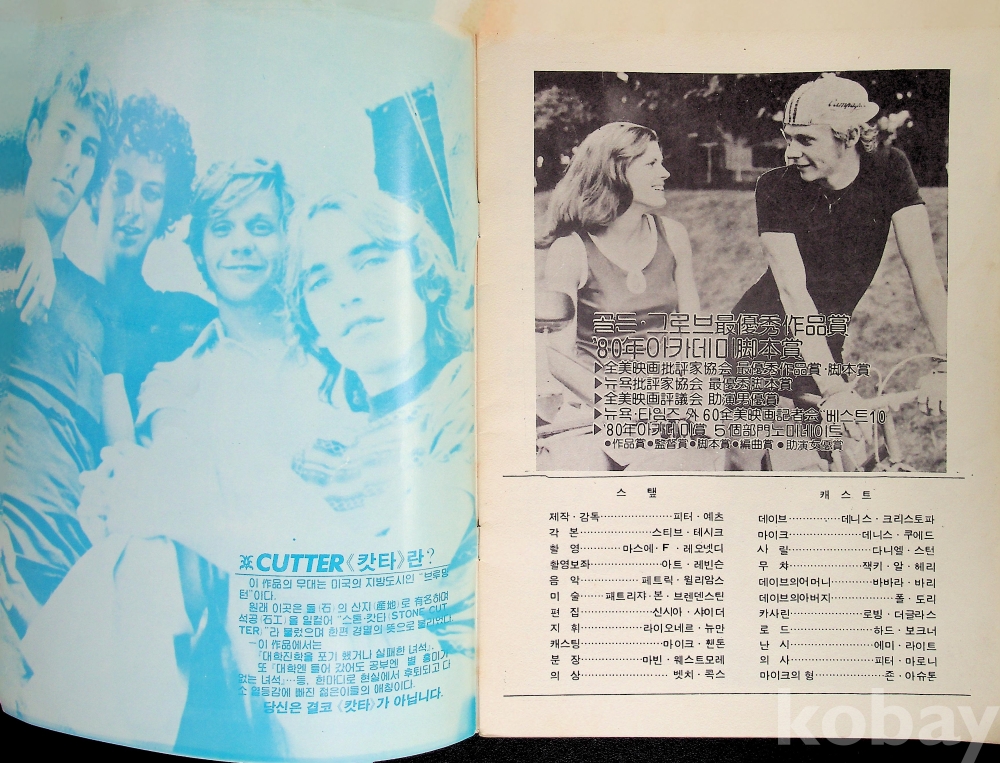 ※CUTTER《캇타》란?
이 作品의 무대는 미국의 지방도시인 "브루밍
턴"이다.
원래 이곳은 돌(石)의 산지(産地)로 有名하며
석공(石工)을 일컬어 "스톤·캇타(STONE CUT
TER)"라 불렀으며 한편 경멸의 뜻으로 불리웠다
—이 作品에서는
『대학진학을 포기했거나 실패한 녀석』,
또『대학엔 들어 갔어도 공부엔 별 흥미가
없는 녀석』…등, 한마디로 현실에서 후퇴되고 다
소 열등감에 빠진 젊은이들의 애칭이다.
당신은 결코《캇타》가 아닙니다.
Campagn
골든·그로브最優秀作品賞
'80年아카데미脚本賞
▶全美映画批評家協会 最優秀作品賞·脚本賞
▶뉴욕批評家協会 最優秀脚本賞
▶全美映画評議会 助演男優賞
▶뉴욕·타임즈 外 60全美映画記者会 베스트10
▶'80年아카데미賞 5個部門노미네이트
●作品賞●監督賞●脚本賞●編曲賞●助演女優賞
스 탶
제작·감독……………피터·예츠
각 본……………스티브·테시크
촬 영……………마스에·F·레오넷디
촬영보좌……………아트·레빈슨
음 악……………페트릭·윌리암스
미 술……………패트리자·본·브렌덴스틴
편 집……………신시아·샤이더
지 휘……………라이오네르·뉴만
캐스팅……………마이크·휀톤
분 장……………마빈·웨스트모레
의 상……………벳치·콕스
캐 스 트
데이브……………데니스·크리스토파
마이크……………데니스·쿠에드
사 랄……………다니엘·스턴
무 챠……………잭키·알·헤리
데이브의어머니……………바바라·바리
데이브의아버지……………폴·도리
카사린……………로빙·더글라스
로 드……………하드·보크너
난 시……………에미·라이트
의 사……………피터·마로니
마이크의 형……………죤·아슈톤
kobay